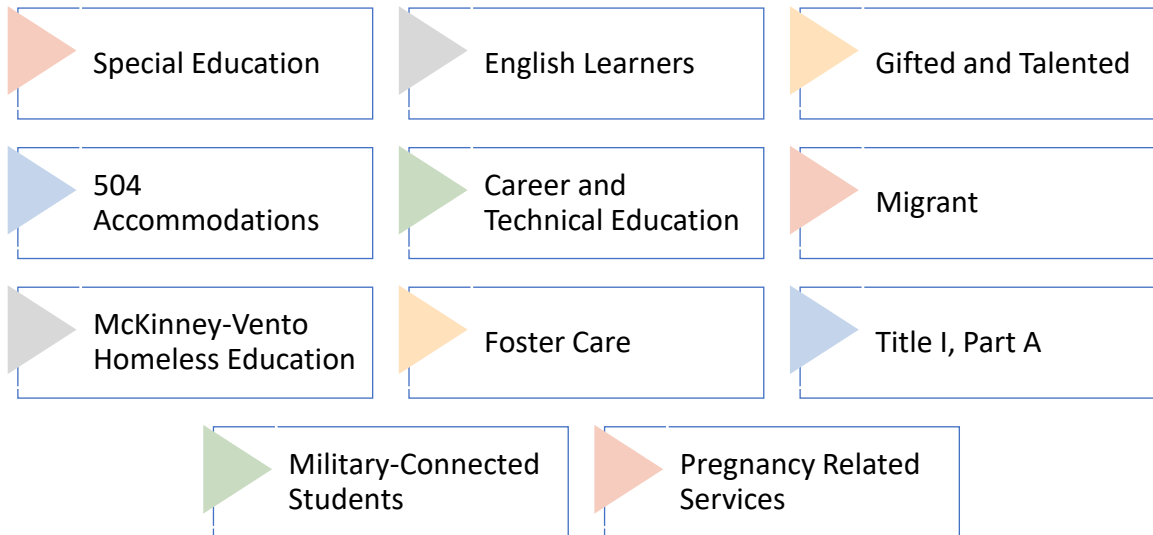 Special Education
English Learners
Gifted and Talented
504
Accommodations
Career and
Technical Education
Migrant
McKinney-Vento
Homeless Education
Foster Care
Title I, Part A
Military-Connected
Students
Pregnancy Related
Services